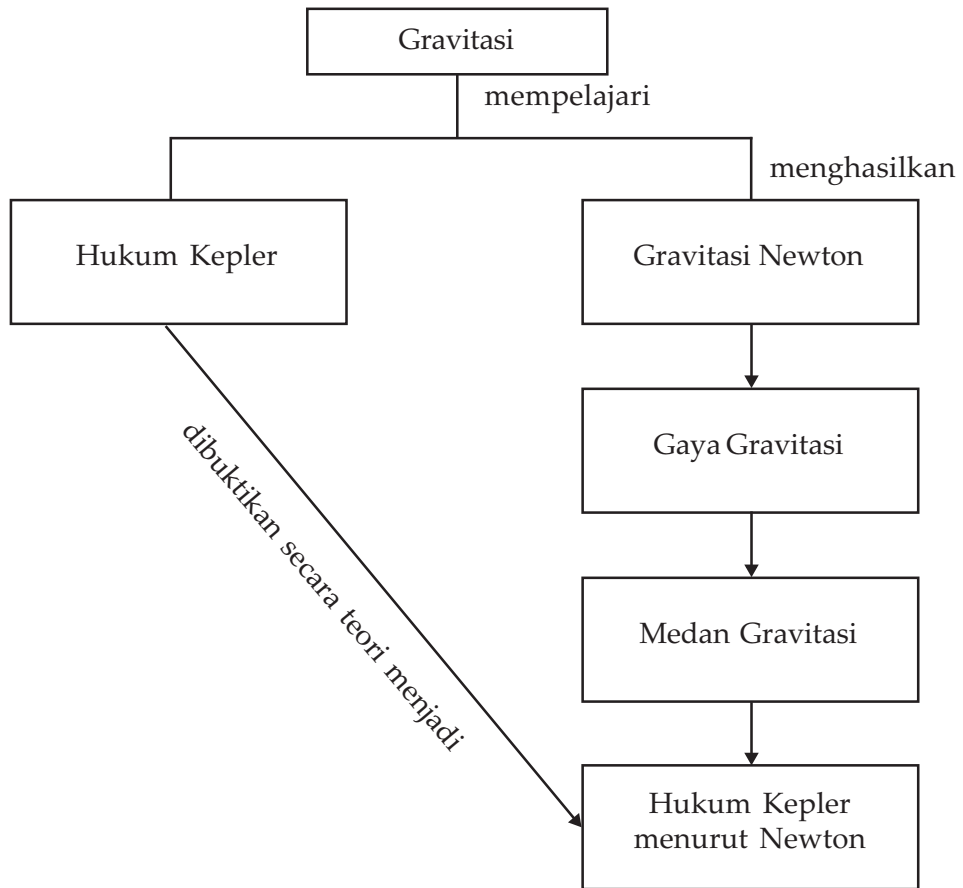 Gravitasi
mempelajari
menghasilkan
Hukum Kepler
Gravitasi Newton
Gaya Gravitasi
dibuktikan secara teori menjadi
Medan Gravitasi
Hukum Kepler
menurut Newton